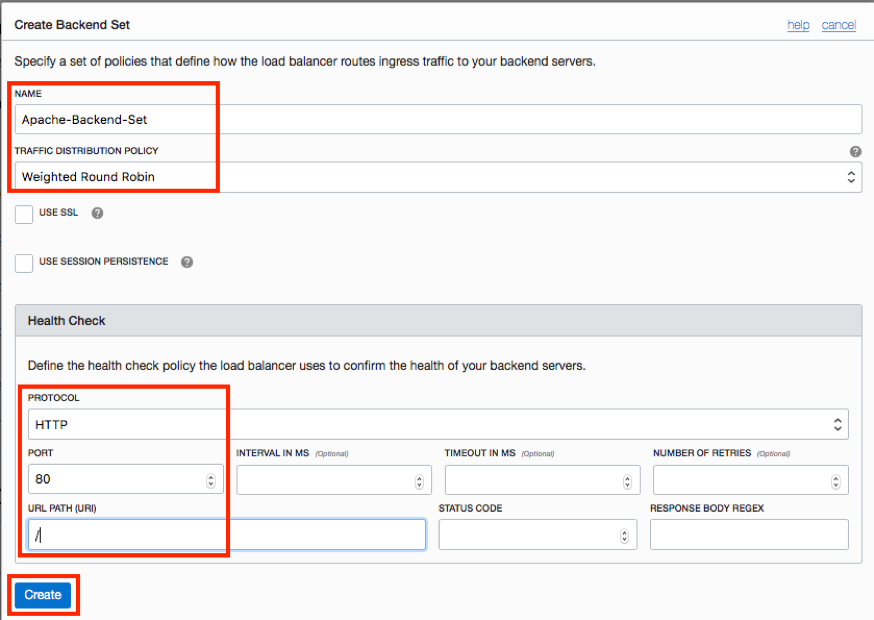 Create Backend Set help cancel
Specify a set of policies that define how the load balancer routes ingress traffic to your backend servers.
NAME
Apache-Backend-Set
TRAFFIC DISTRIBUTION POLICY
Weighted Round Robin
USE SSL
USE SESSION PERSISTENCE
Health Check
Define the health check policy the load balancer uses to confirm the health of your backend servers.
PROTOCOL
HTTP
PORT INTERVAL IN MS (Optional) TIMEOUT IN MS (Optional) NUMBER OF RETRIES (Optional)
80
URL PATH (URI) STATUS CODE RESPONSE BODY REGEX
/
Create